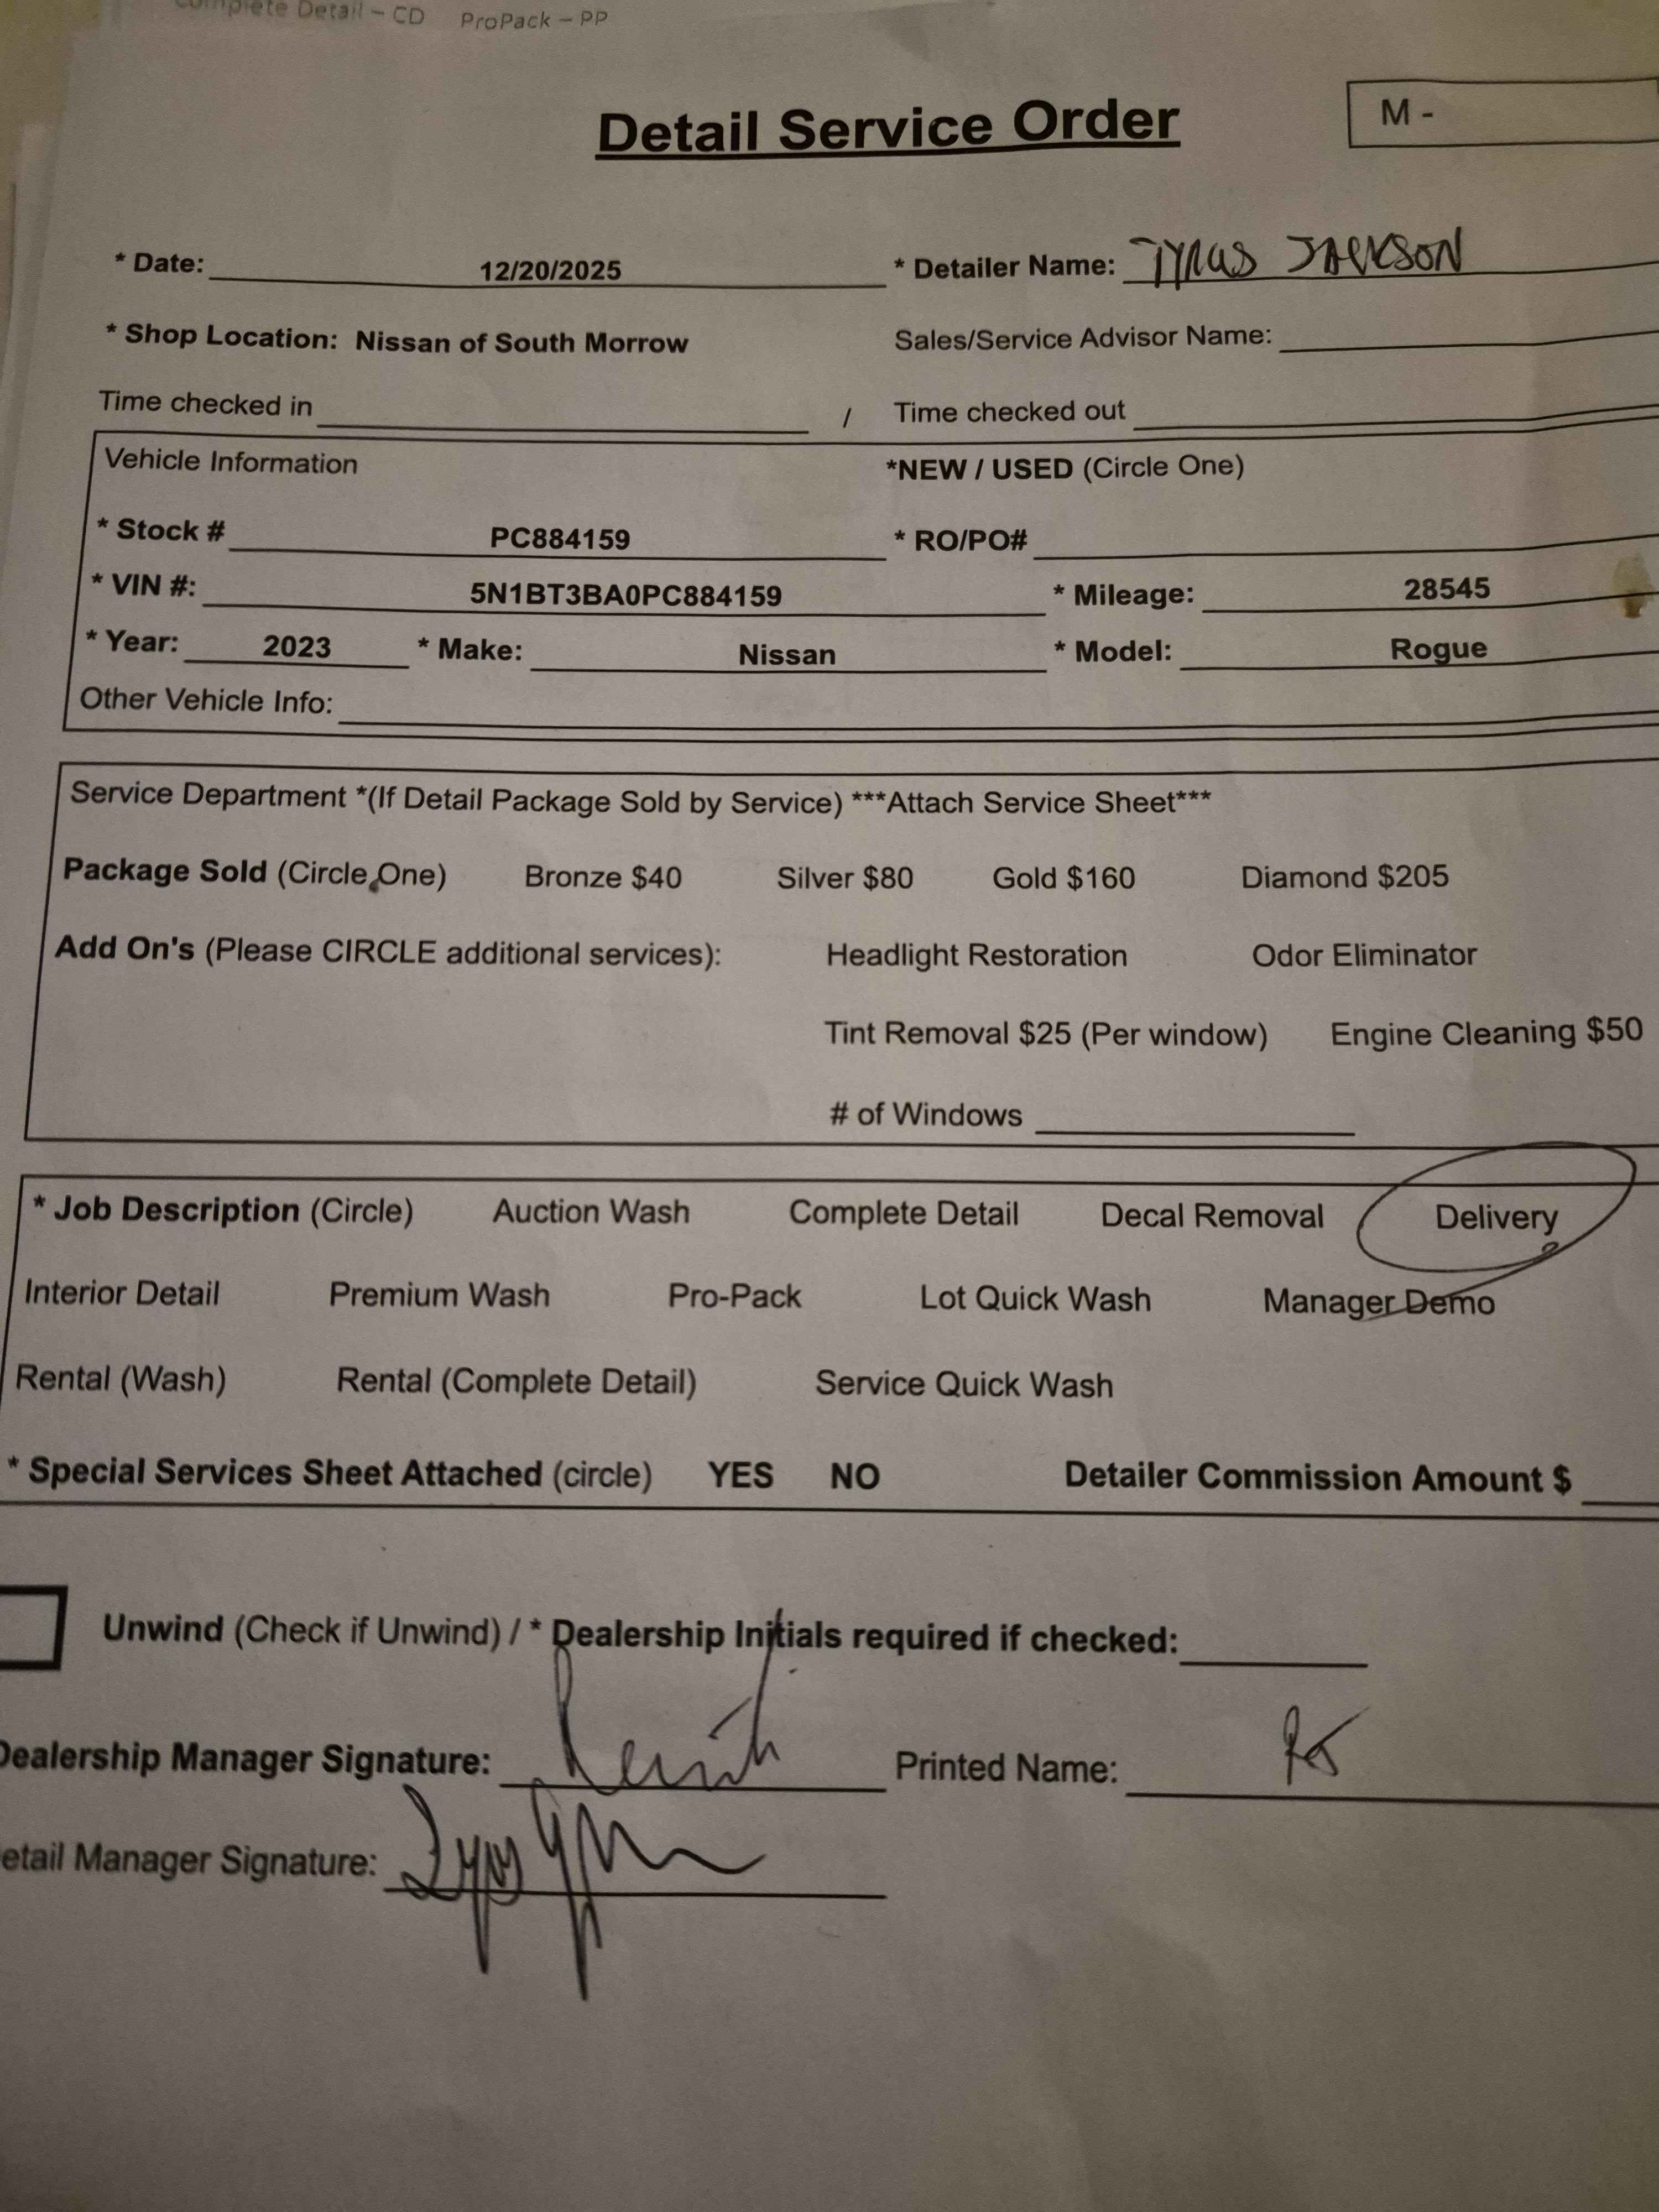 Complete Detail – CD ProPack – PP
Detail Service Order
M -
* Date: 12/20/2025 * Detailer Name: TYRUS JACKSON
* Shop Location: Nissan of South Morrow Sales/Service Advisor Name:
Time checked in / Time checked out
Vehicle Information *NEW / USED (Circle One)
* Stock # PC884159 * RO/PO#
* VIN #: 5N1BT3BA0PC884159 * Mileage: 28545
* Year: 2023 * Make: Nissan * Model: Rogue
Other Vehicle Info:
Service Department *(If Detail Package Sold by Service) ***Attach Service Sheet***
Package Sold (Circle One) Bronze $40 Silver $80 Gold $160 Diamond $205
Add On's (Please CIRCLE additional services): Headlight Restoration Odor Eliminator
Tint Removal $25 (Per window) Engine Cleaning $50
# of Windows
* Job Description (Circle) Auction Wash Complete Detail Decal Removal Delivery
Interior Detail Premium Wash Pro-Pack Lot Quick Wash Manager Demo
Rental (Wash) Rental (Complete Detail) Service Quick Wash
* Special Services Sheet Attached (circle) YES NO Detailer Commission Amount $
Unwind (Check if Unwind) / * Dealership Initials required if checked:
Dealership Manager Signature: Printed Name:
etail Manager Signature: